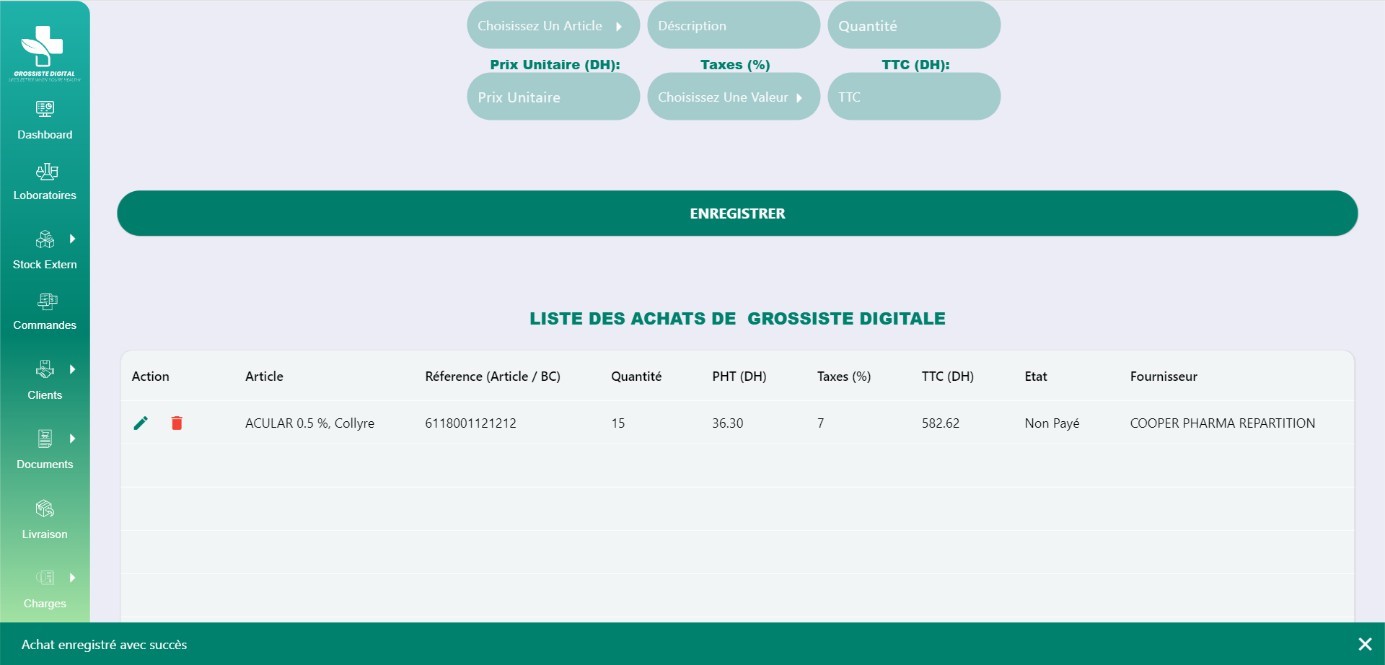 Choisissez Un Article
Déscription
Quantité
Prix Unitaire (DH):
Taxes (%)
TTC (DH):
Prix Unitaire
Choisissez Une Valeur
TTC
ENREGISTRER
LISTE DES ACHATS DE GROSSISTE DIGITALE
Action Article Réference (Article / BC) Quantité PHT (DH) Taxes (%) TTC (DH) Etat Fournisseur
ACULAR 0.5 %, Collyre 6118001121212 15 36.30 7 582.62 Non Payé COOPER PHARMA REPARTITION
GROSSISTE DIGITAL
Dashboard
Loboratoires
Stock Extern
Commandes
Clients
Documents
Livraison
Charges
Achat enregistré avec succès